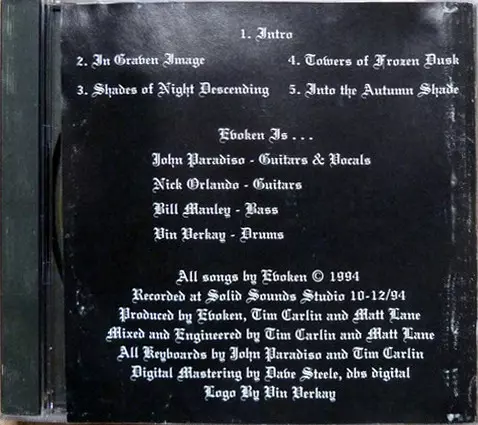 1. Intro
2. In Graven Image
4. Towers of Frozen Dusk
3. Shades of Night Descending
5. Into the Autumn Shade
Evoken Is . . .
John Paradiso - Guitars & Vocals
Nick Orlando - Guitars
Bill Manley - Bass
Vin Verkay - Drums
All songs by Evoken © 1994
Recorded at Solid Sounds Studio 10-12/94
Produced by Evoken, Tim Carlin and Matt Lane
Mixed and Engineered by Tim Carlin and Matt Lane
All Keyboards by John Paradiso and Tim Carlin
Digital Mastering by Dave Steele, dbs digital
Logo By Vin Verkay